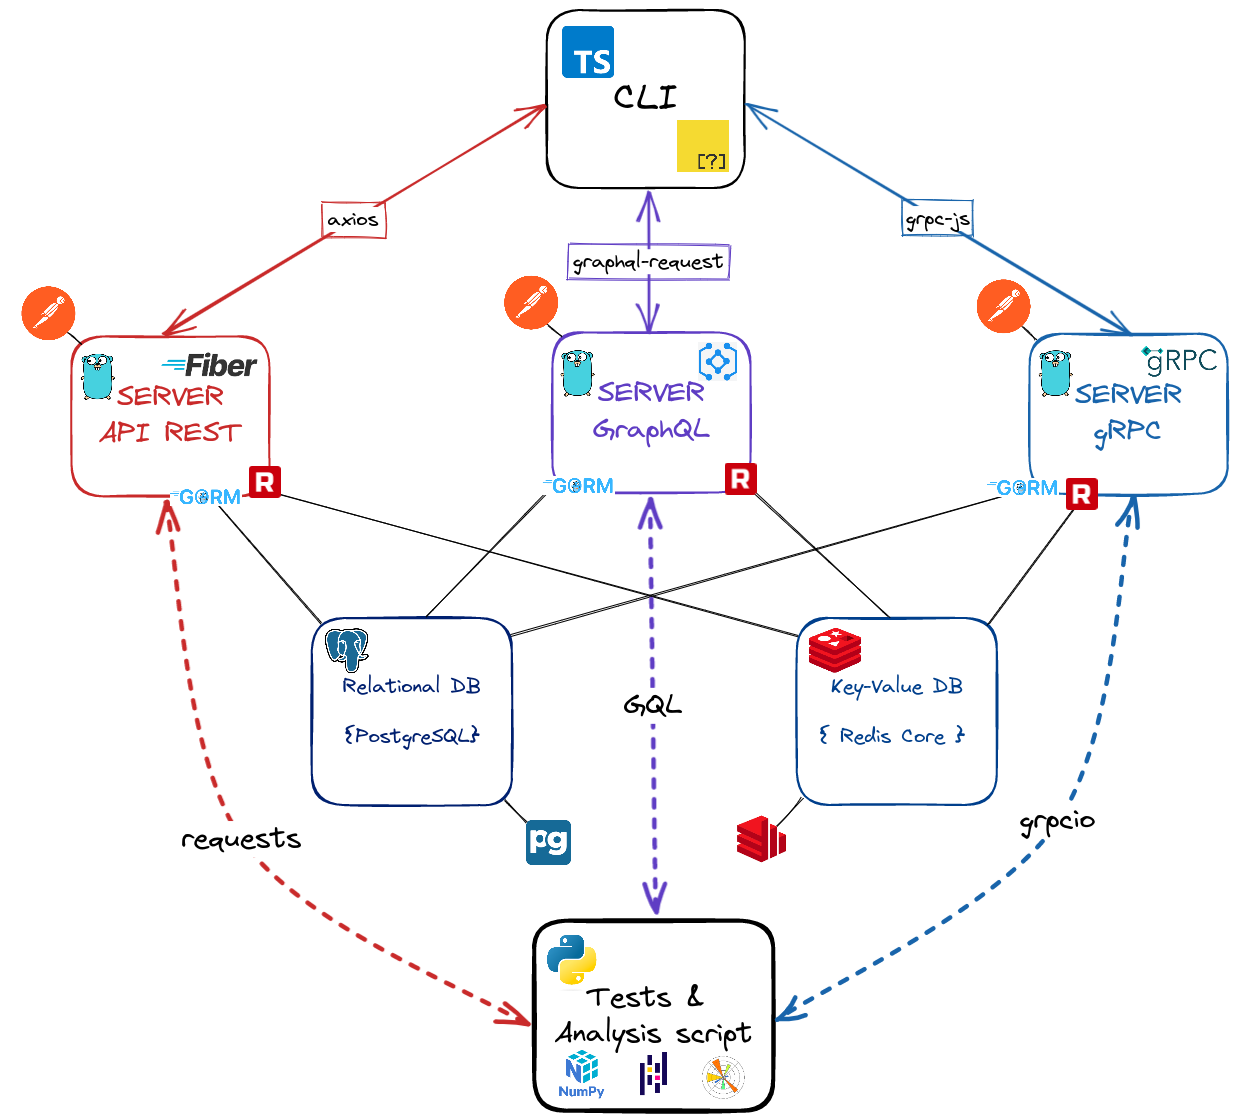 TS
CLI
[?]
axios
grpc-js
graphql-request
Fiber
SERVER
API REST
GORM
R
SERVER
GraphQL
GORM
R
gRPC
SERVER
gRPC
GORM
R
Relational DB
{PostgreSQL}
pg
GQL
Key-Value DB
{ Redis Core }
requests
grpcio
Tests &
Analysis script
NumPy